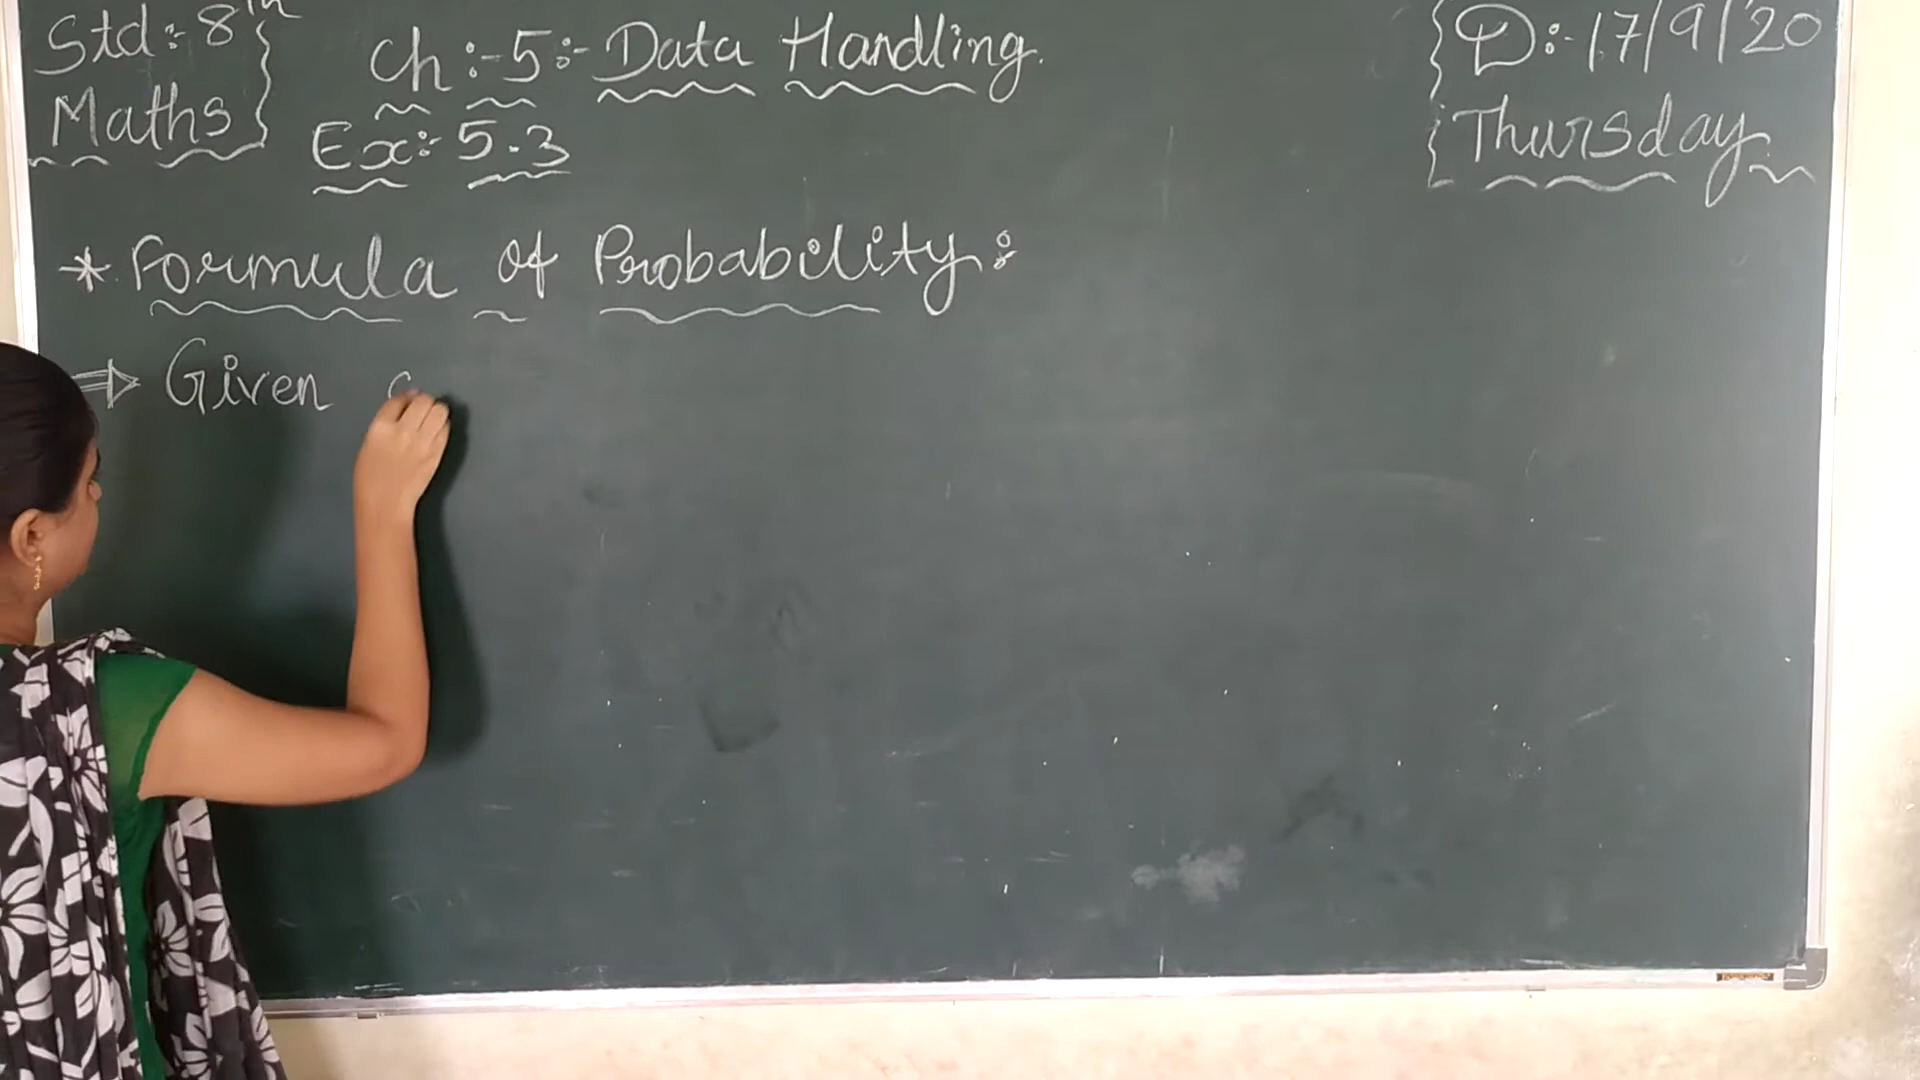 Std:- 8th
Maths
Ch:-5:- Data Handling.
Ex:- 5.3
D:-17/9/'20
Thursday
* Formula of Probability:
⇒ Given